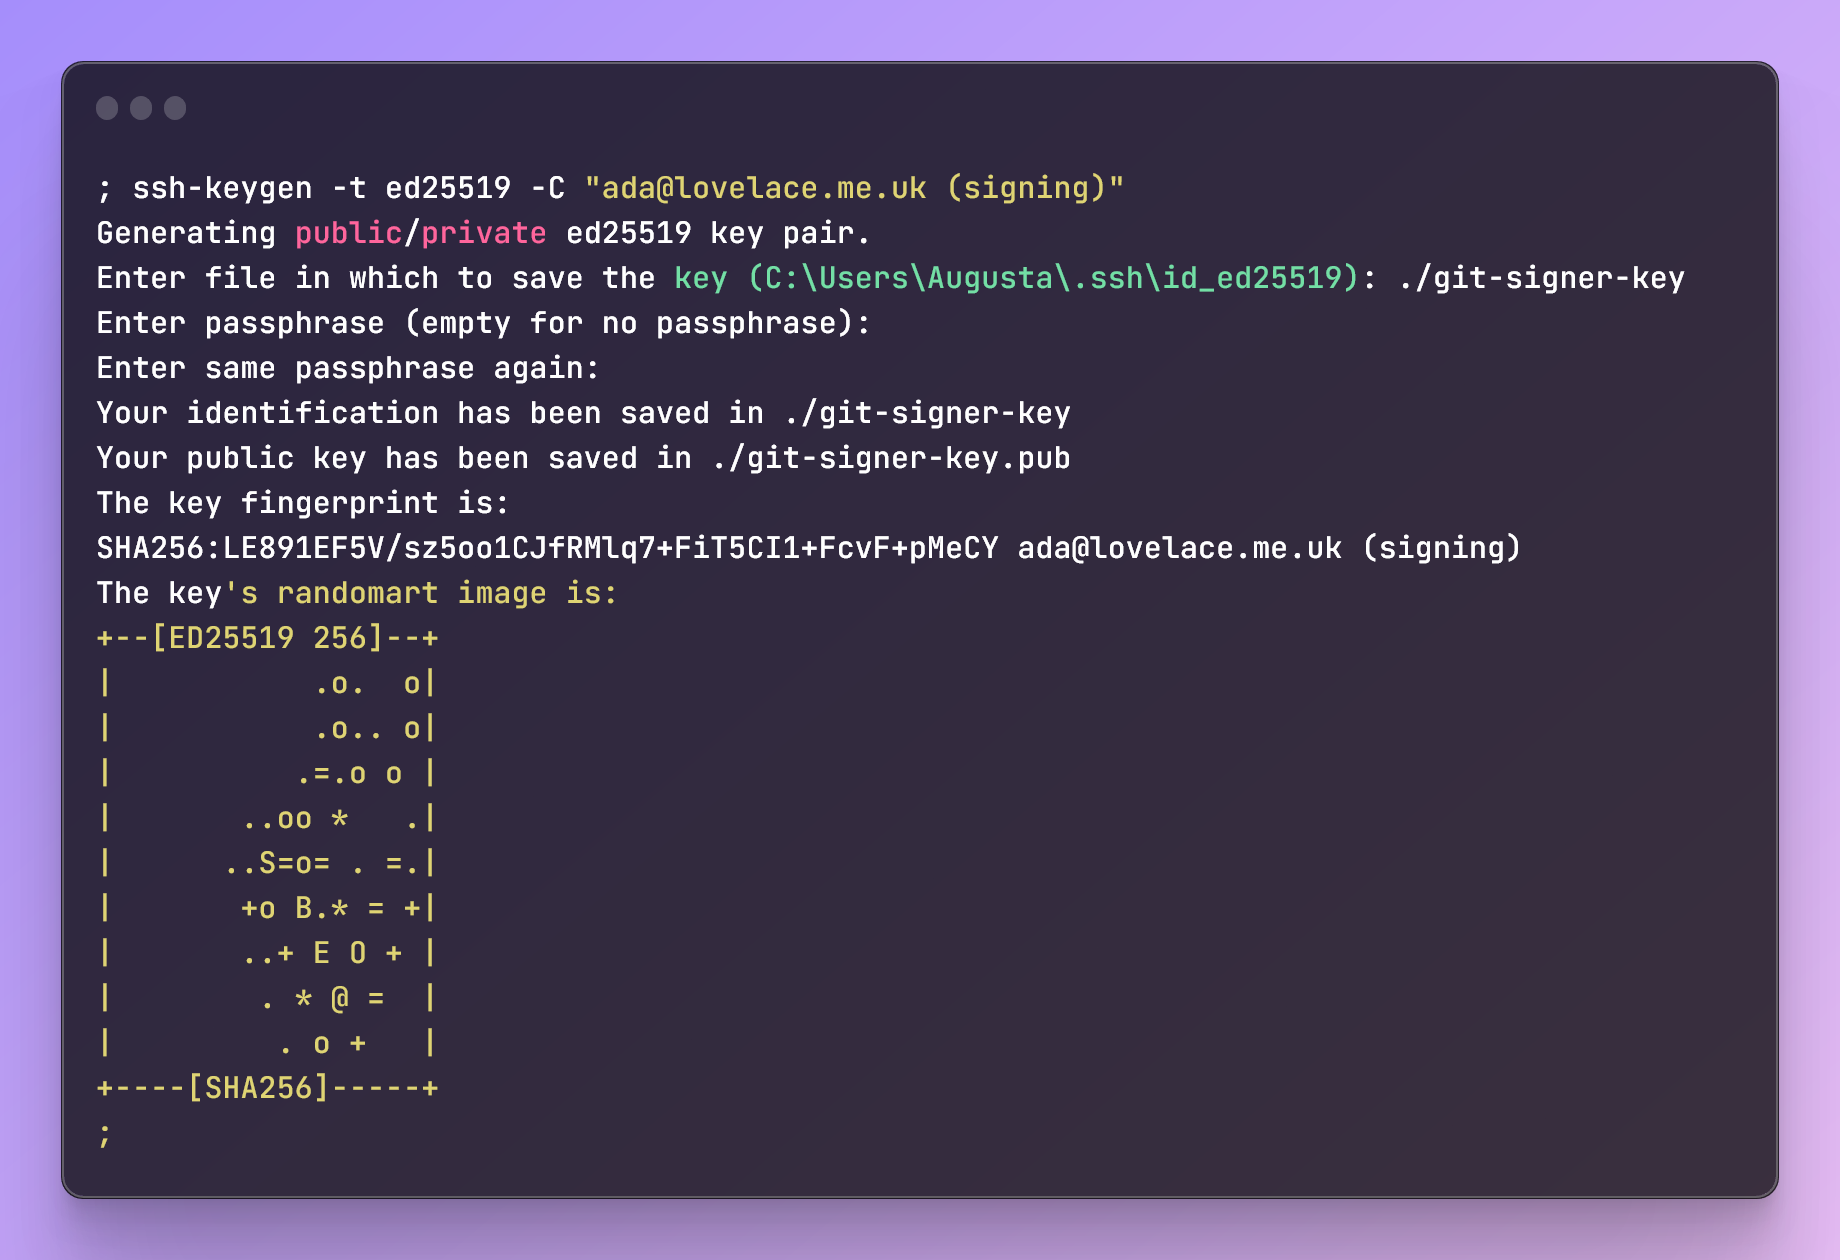 ; ssh-keygen -t ed25519 -C "ada@lovelace.me.uk (signing)"
Generating public/private ed25519 key pair.
Enter file in which to save the key (C:\Users\Augusta\.ssh\id_ed25519): ./git-signer-key
Enter passphrase (empty for no passphrase):
Enter same passphrase again:
Your identification has been saved in ./git-signer-key
Your public key has been saved in ./git-signer-key.pub
The key fingerprint is:
SHA256:LE891EF5V/sz5oo1CJfRMlq7+FiT5CI1+FcvF+pMeCY ada@lovelace.me.uk (signing)
The key's randomart image is:
+--[ED25519 256]--+
|           .o.  o|
|           .o.. o|
|          .=.o o |
|       ..oo *   .|
|      ..S=o= . =.|
|       +o B.* = +|
|       ..+ E O + |
|        . * @ =  |
|         . o +   |
+----[SHA256]-----+
;